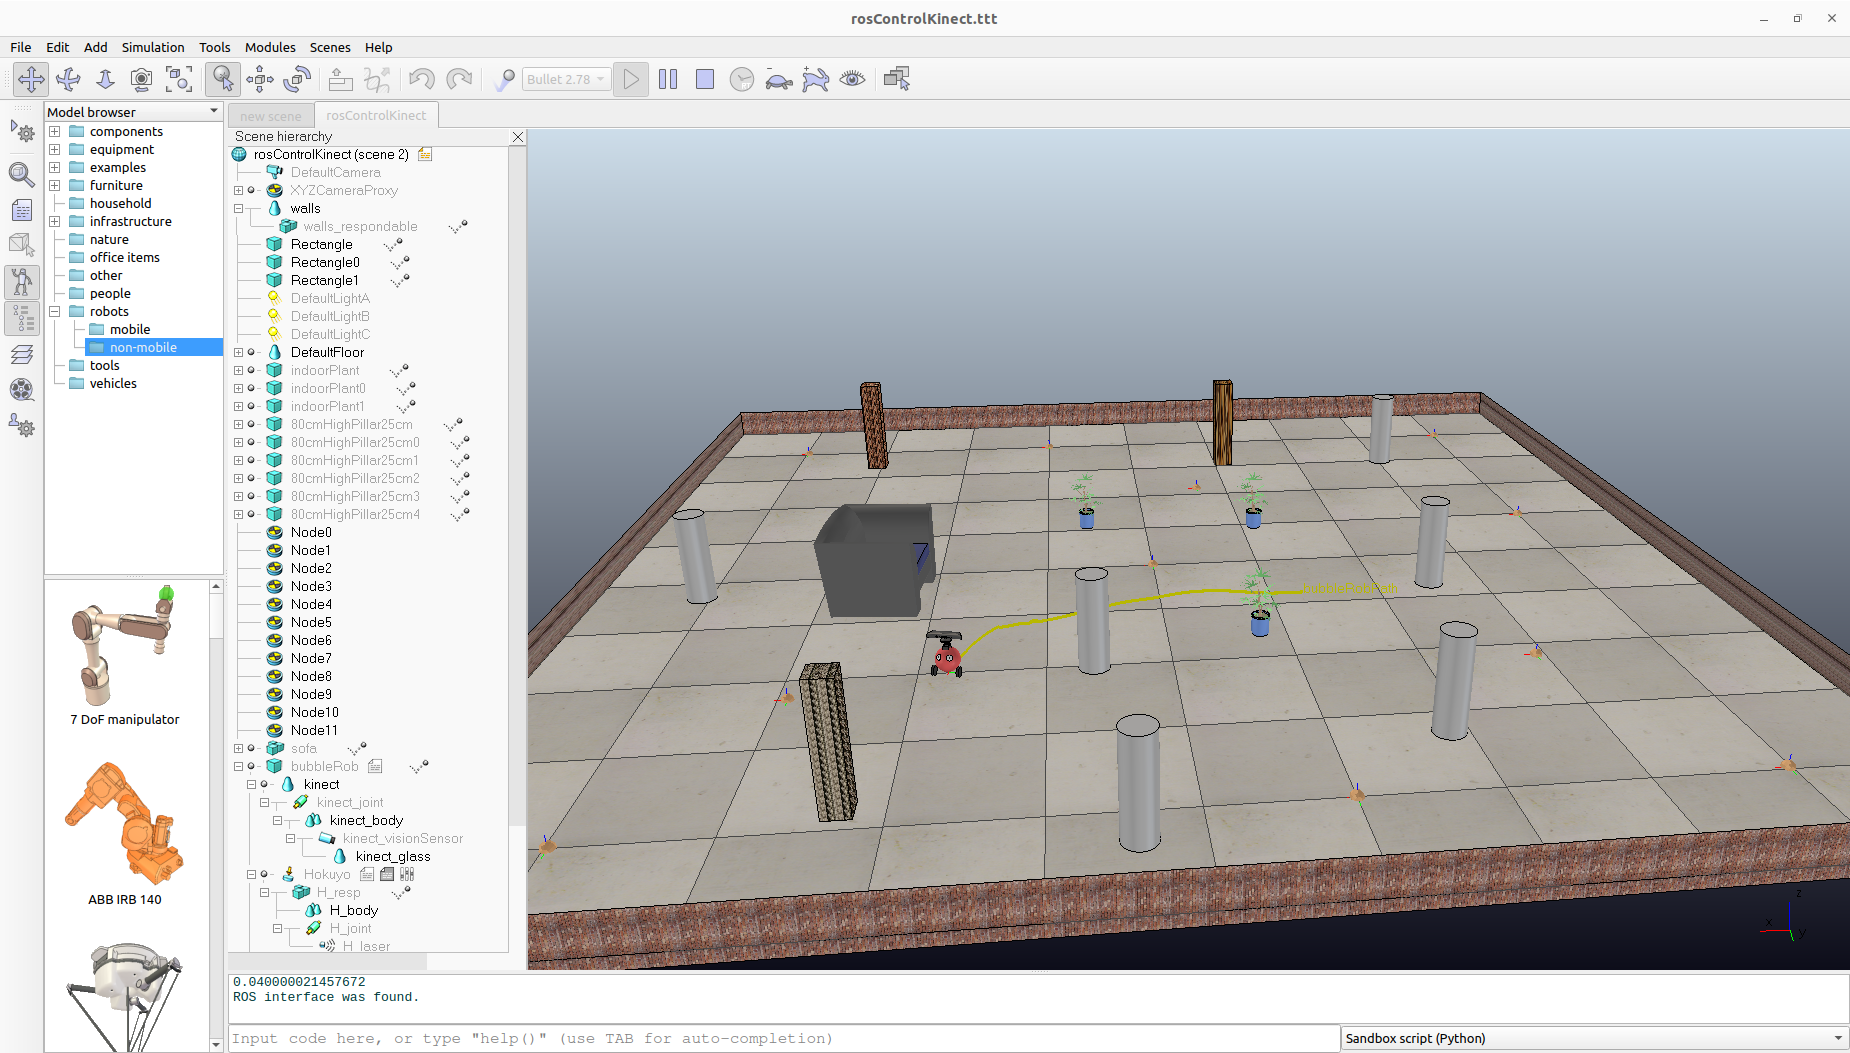 rosControlKinect.ttt
File Edit Add Simulation Tools Modules Scenes Help
Bullet 2.78
Model browser
components
equipment
examples
furniture
household
infrastructure
nature
office items
other
people
robots
mobile
non-mobile
tools
vehicles
7 DoF manipulator
ABB IRB 140
new scene
rosControlKinect
Scene hierarchy
rosControlKinect (scene 2)
DefaultCamera
XYZCameraProxy
walls
walls_respondable
Rectangle
Rectangle0
Rectangle1
DefaultLightA
DefaultLightB
DefaultLightC
DefaultFloor
indoorPlant
indoorPlant0
indoorPlant1
80cmHighPillar25cm
80cmHighPillar25cm0
80cmHighPillar25cm1
80cmHighPillar25cm2
80cmHighPillar25cm3
80cmHighPillar25cm4
Node0
Node1
Node2
Node3
Node4
Node5
Node6
Node7
Node8
Node9
Node10
Node11
sofa
bubbleRob
kinect
kinect_joint
kinect_body
kinect_visionSensor
kinect_glass
Hokuyo
H_resp
H_body
H_joint
H_laser
z
x
y
0.040000021457672
ROS interface was found.
Input code here, or type "help()" (use TAB for auto-completion)
Sandbox script (Python)